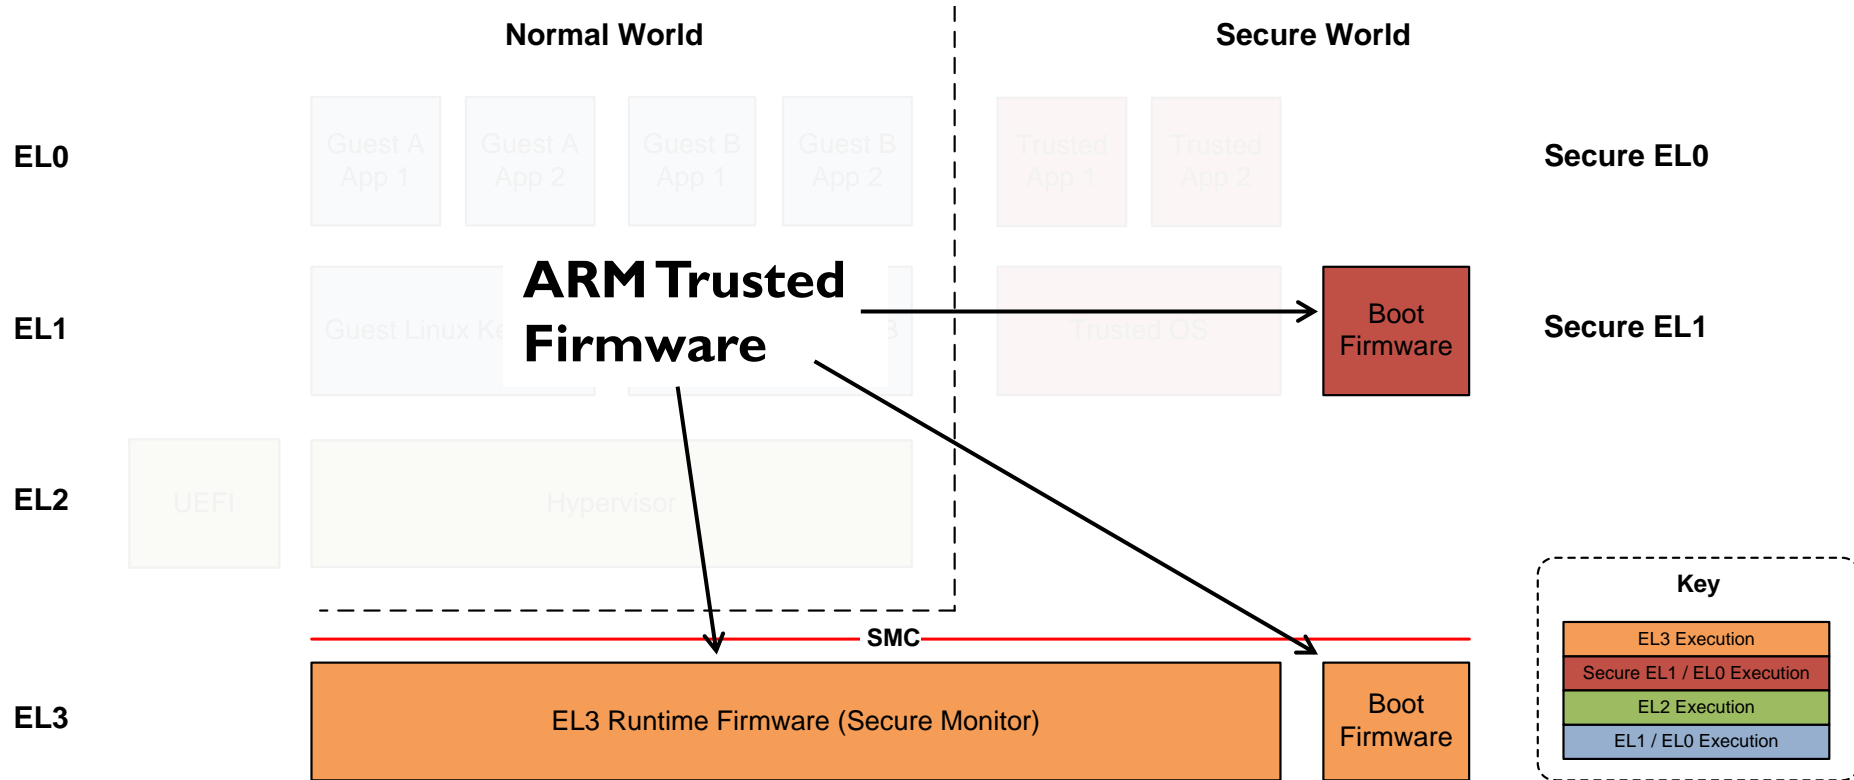 Normal World
Secure World
EL0
Guest A
App 1
Guest A
App 2
Guest B
App 1
Guest B
App 2
Trusted
App 1
Trusted
App 2
Secure EL0
ARM Trusted
Firmware
EL1
Guest Linux Ke
B
Trusted OS
Boot
Firmware
Secure EL1
EL2
UEFI
Hypervisor
SMC
EL3
EL3 Runtime Firmware (Secure Monitor)
Boot
Firmware
Key
EL3 Execution
Secure EL1 / EL0 Execution
EL2 Execution
EL1 / EL0 Execution